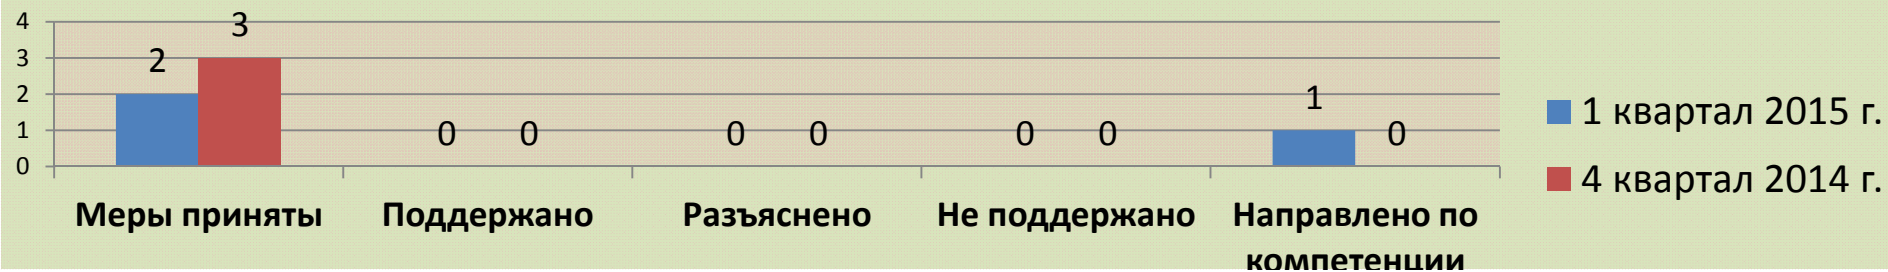 4
3
2
1
0
2
3
0
0
0
0
0
0
1
0
Меры приняты
Поддержано
Разъяснено
Не поддержано
Направлено по
компетенции
1 квартал 2015 г.
4 квартал 2014 г.